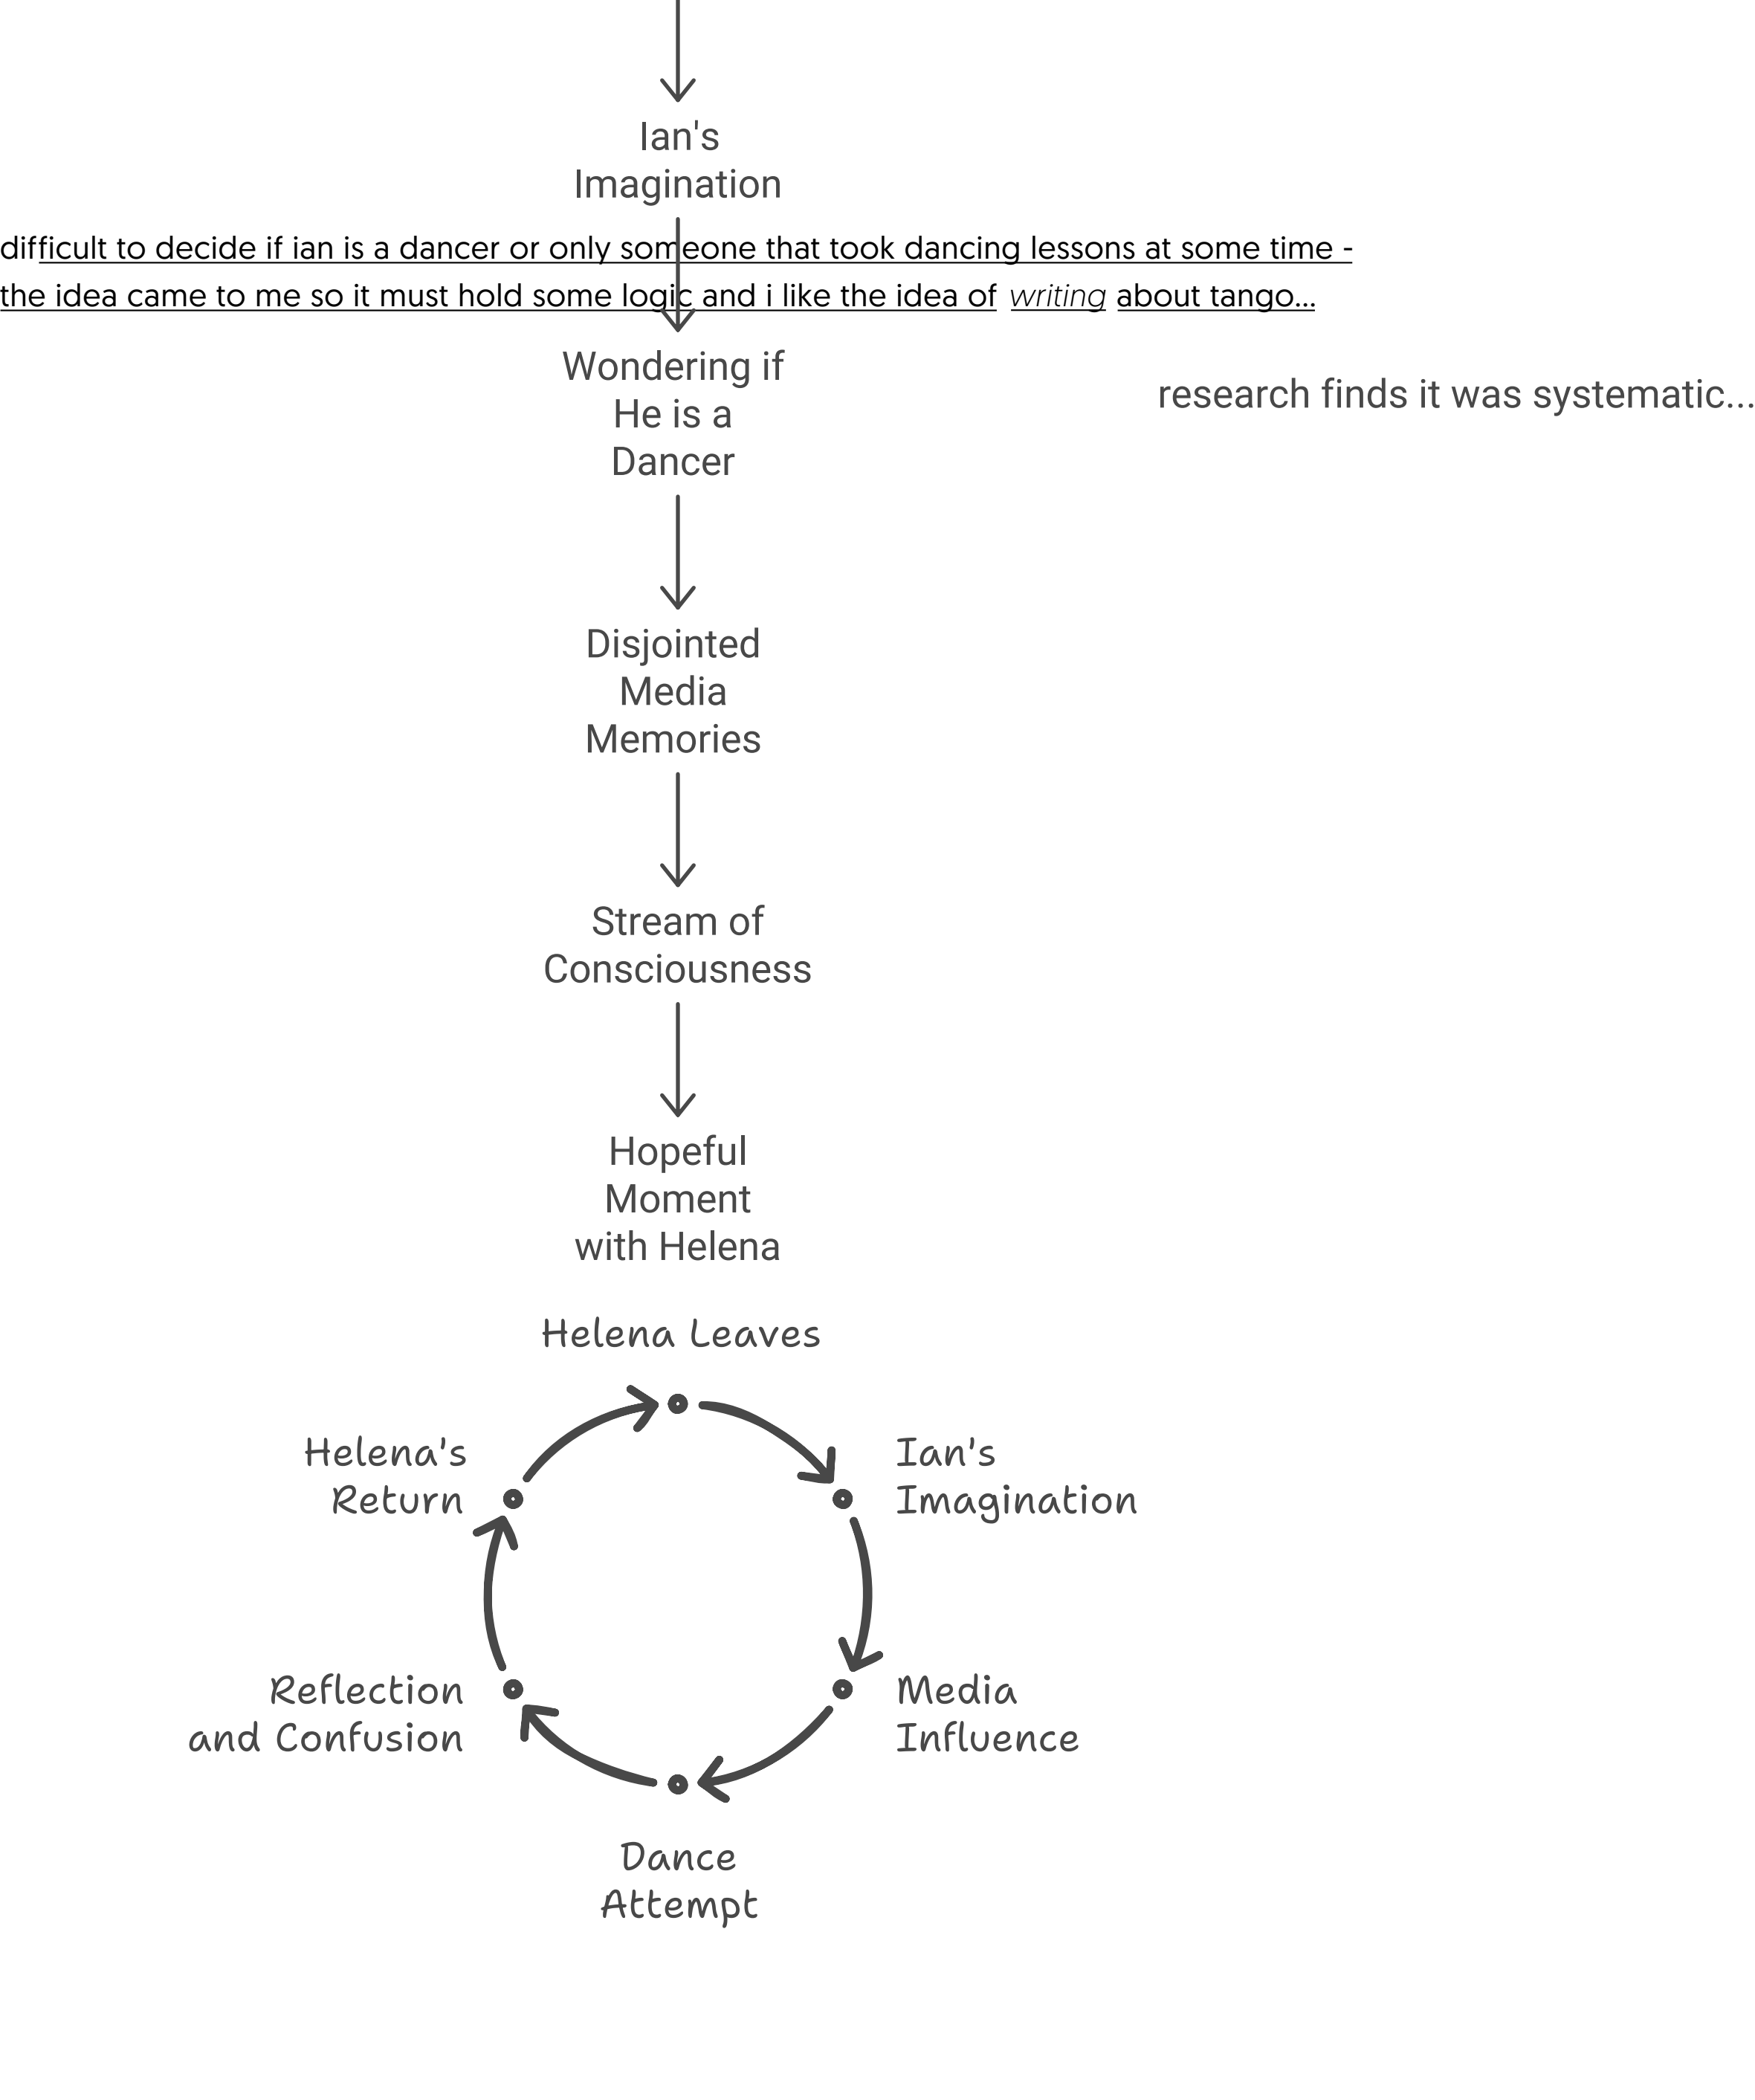 Ian's
Imagination
difficult to decide if ian is a dancer or only someone that took dancing lessons at some time -
the idea came to me so it must hold some logic and i like the idea of writing about tango...
Wondering if
He is a
Dancer
research finds it was systematic...
Disjointed
Media
Memories
Stream of
Consciousness
Hopeful
Moment
with Helena
Helena Leaves
Ian's
Imagination
Media
Influence
Dance
Attempt
Reflection
and Confusion
Helena's
Return